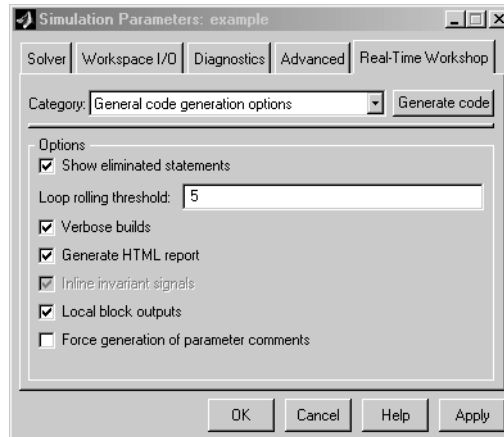 Simulation Parameters: example
Solver Workspace I/O Diagnostics Advanced Real-Time Workshop
Category: General code generation options Generate code
Options
Show eliminated statements
Loop rolling threshold: 5
Verbose builds
Generate HTML report
Inline invariant signals
Local block outputs
Force generation of parameter comments
OK Cancel Help Apply